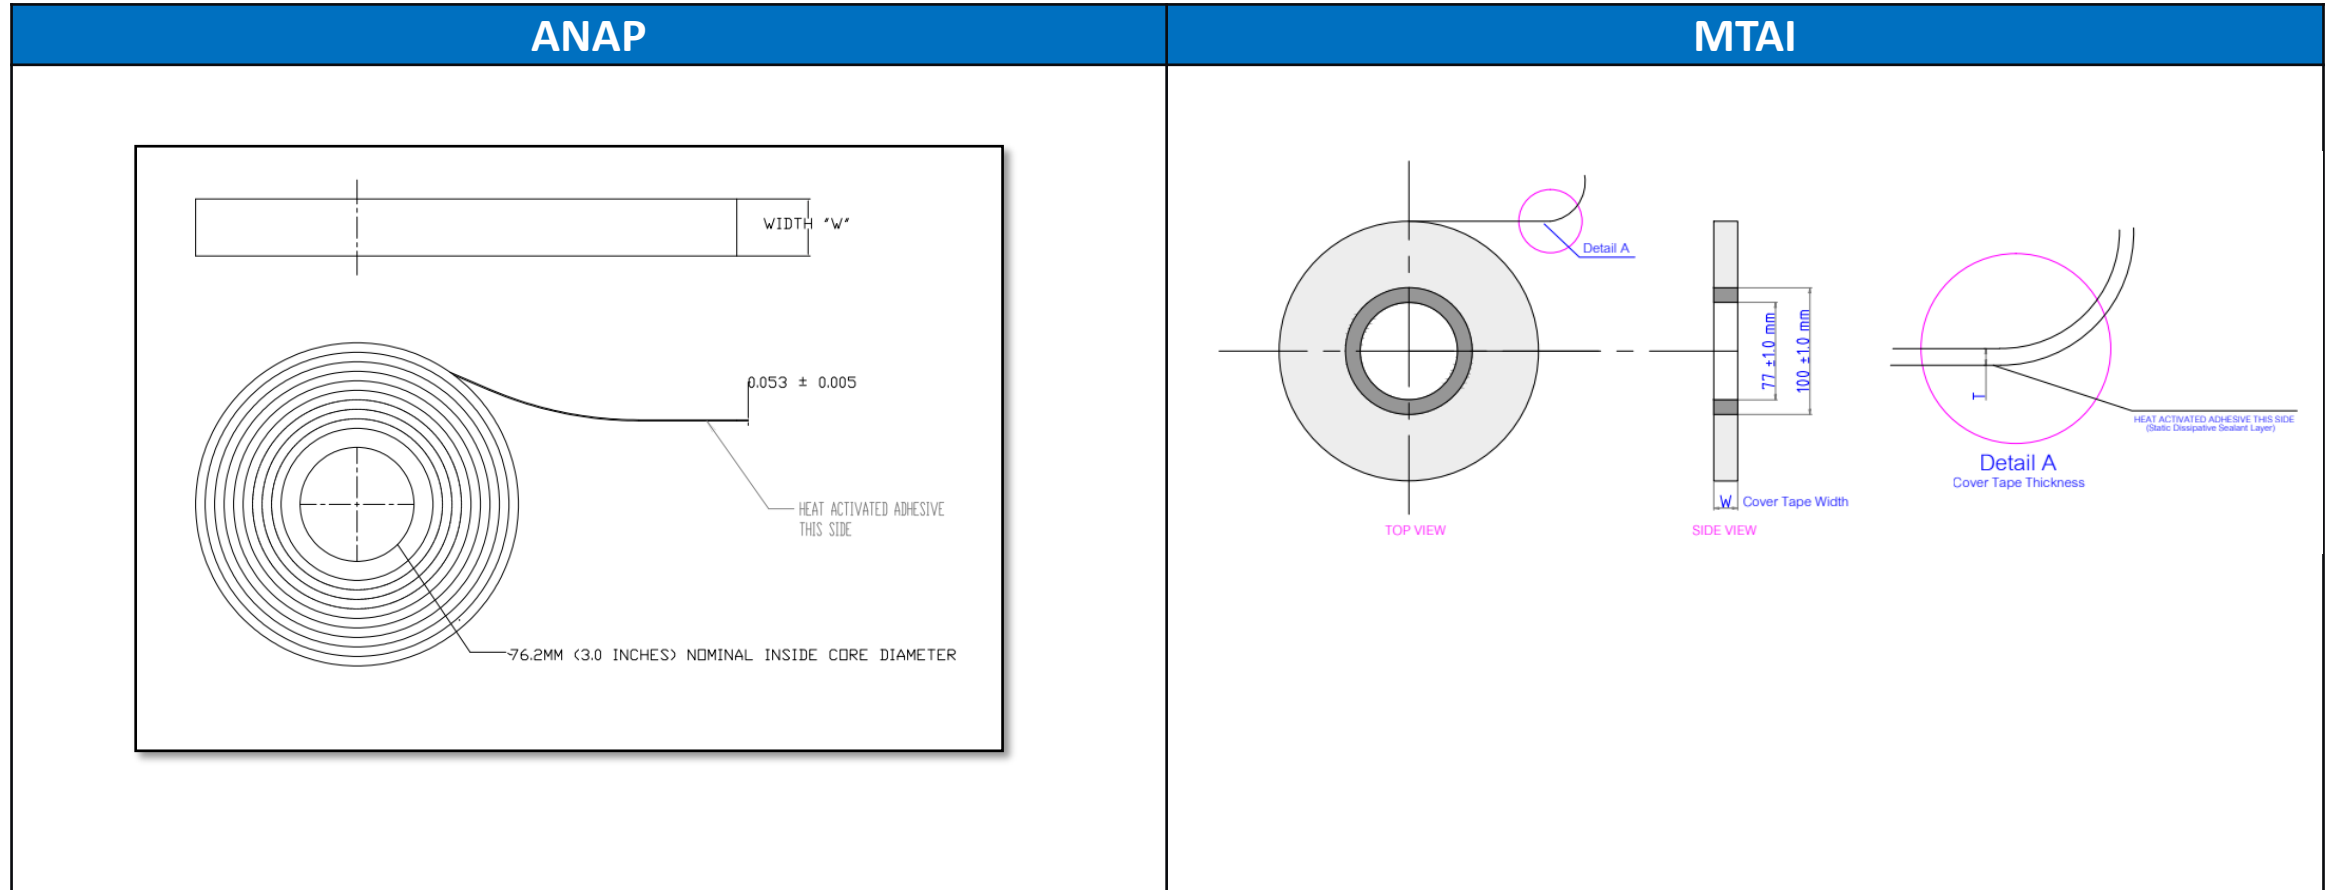 ANAP
MTAI
WIDTH "W"
0.053 ± 0.005
HEAT ACTIVATED ADHESIVE
THIS SIDE
76.2MM (3.0 INCHES) NOMINAL INSIDE CORE DIAMETER
Detail A
77 ±1.0 mm
100 ±1.0 mm
W
Cover Tape Width
TOP VIEW
SIDE VIEW
T
HEAT ACTIVATED ADHESIVE THIS SIDE
(Static Dissipative Sealant Layer)
Detail A
Cover Tape Thickness